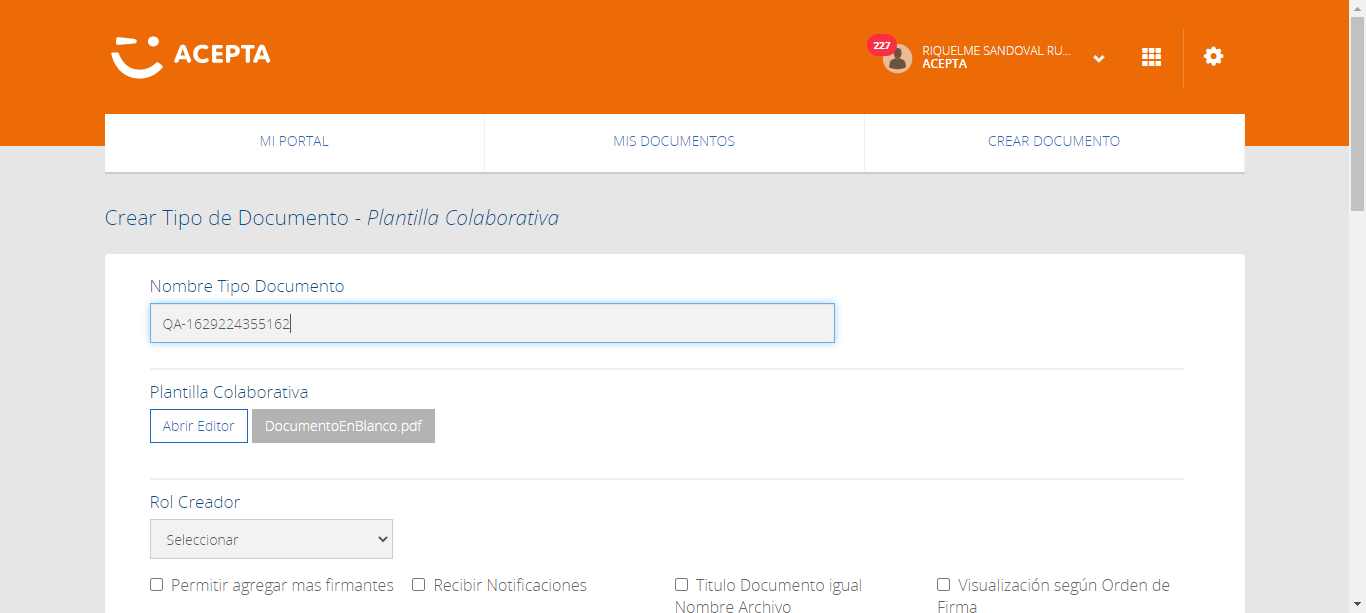 ACEPTA
227
RIQUELME SANDOVAL RU...
ACEPTA
MI PORTAL
MIS DOCUMENTOS
CREAR DOCUMENTO
Crear Tipo de Documento - Plantilla Colaborativa
Nombre Tipo Documento
QA-1629224355162
Plantilla Colaborativa
Abrir Editor
DocumentoEnBlanco.pdf
Rol Creador
Seleccionar
Permitir agregar mas firmantes
Recibir Notificaciones
Titulo Documento igual
Nombre Archivo
Visualización según Orden de
Firma